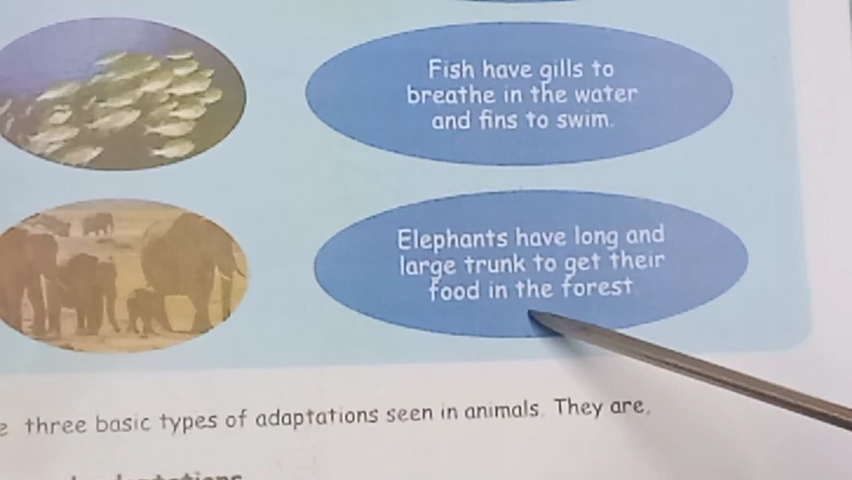 Fish have gills to
breathe in the water
and fins to swim.
Elephants have long and
large trunk to get their
food in the forest.
three basic types of adaptations seen in animals. They are,